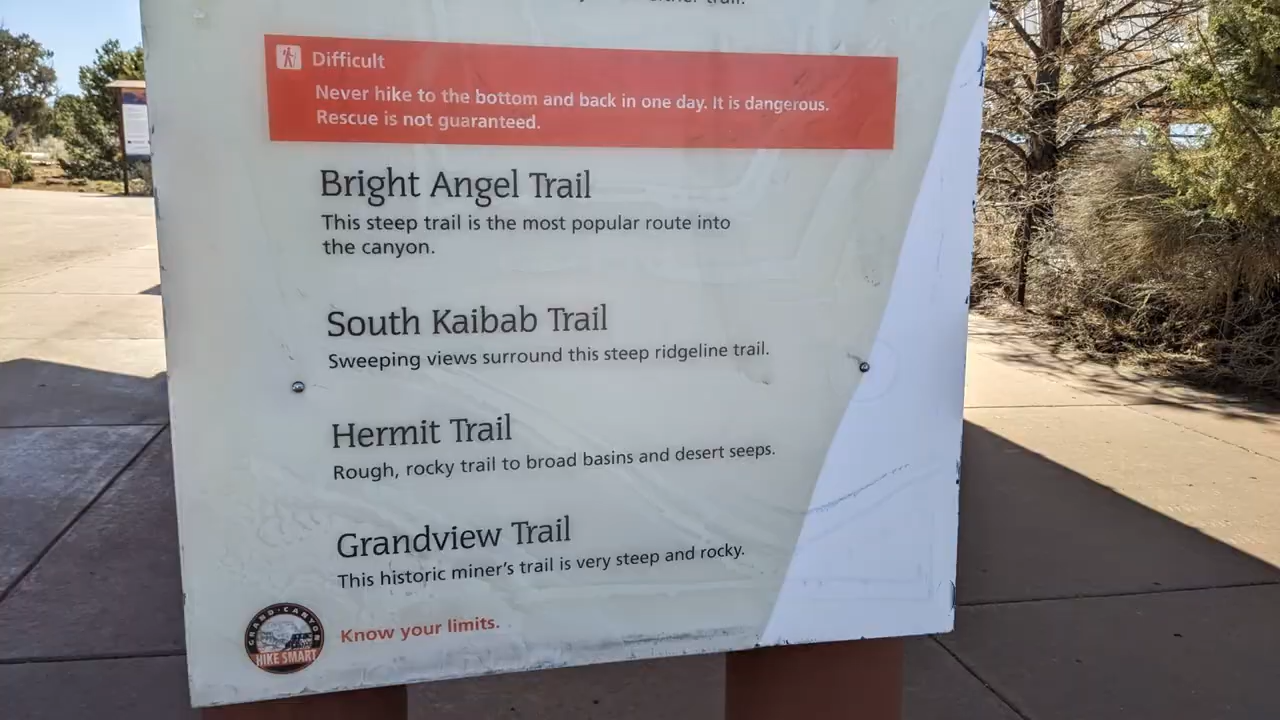 Difficult
Never hike to the bottom and back in one day. It is dangerous.
Rescue is not guaranteed.
Bright Angel Trail
This steep trail is the most popular route into
the canyon.
South Kaibab Trail
Sweeping views surround this steep ridgeline trail.
Hermit Trail
Rough, rocky trail to broad basins and desert seeps.
Grandview Trail
This historic miner's trail is very steep and rocky.
GRAND·CANYON
HIKE SMART
Know your limits.